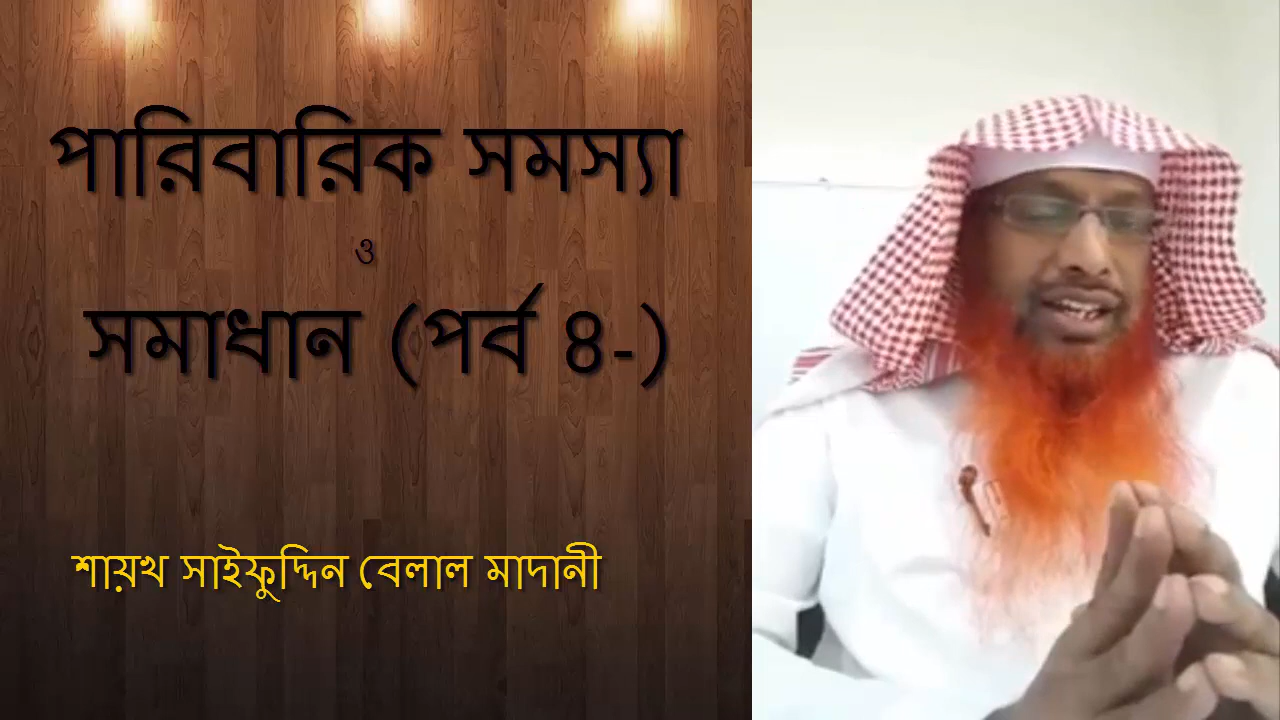 পারিবারিক সমস্যা
ও
সমাধান (পর্ব ৪-)
শায়খ সাইফুদ্দিন বেলাল মাদানী